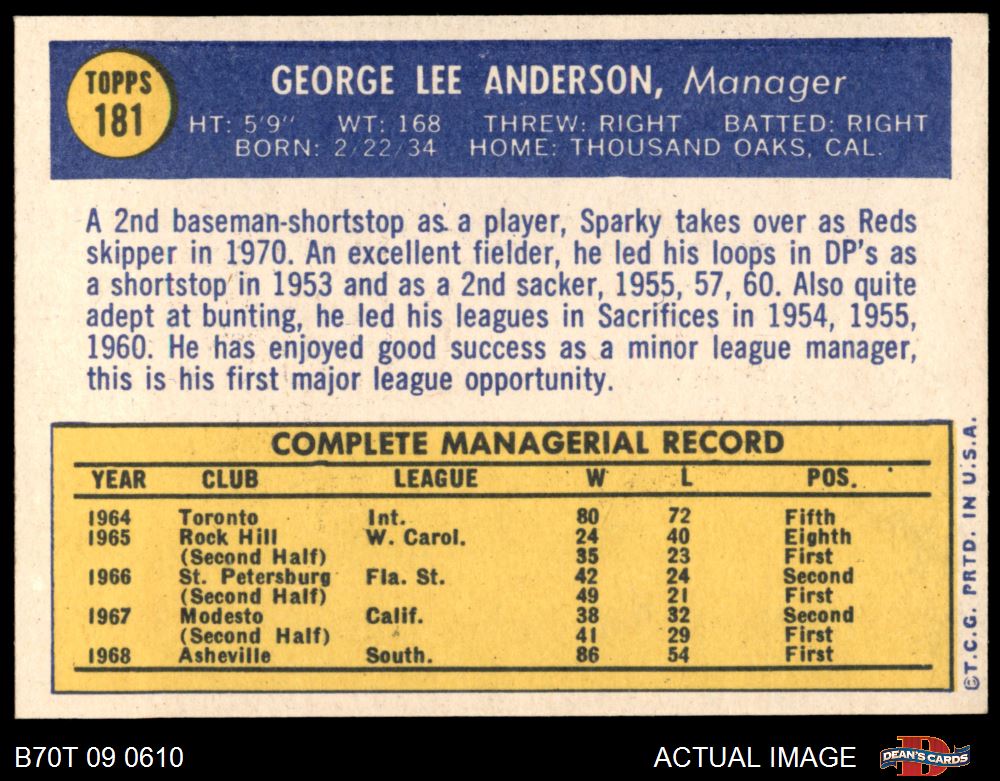 TOPPS
181
GEORGE LEE ANDERSON, Manager
HT: 5'9" WT: 168 THREW: RIGHT BATTED: RIGHT
BORN: 2/22/34 HOME: THOUSAND OAKS, CAL.
A 2nd baseman-shortstop as a player, Sparky takes over as Reds
skipper in 1970. An excellent fielder, he led his loops in DP's as
a shortstop in 1953 and as a 2nd sacker, 1955, 57, 60. Also quite
adept at bunting, he led his leagues in Sacrifices in 1954, 1955,
1960. He has enjoyed good success as a minor league manager,
this is his first major league opportunity.
COMPLETE MANAGERIAL RECORD
YEAR CLUB LEAGUE W L POS.
1964 Toronto Int. 80 72 Fifth
1965 Rock Hill W. Carol. 24 40 Eighth
(Second Half) 35 23 First
1966 St. Petersburg Fla. St. 42 24 Second
(Second Half) 49 21 First
1967 Modesto Calif. 38 32 Second
(Second Half) 41 29 First
1968 Asheville South. 86 54 First
©T.C.G. PRTD. IN U.S.A.
B70T 09 0610 ACTUAL IMAGE DEAN'S CARDS